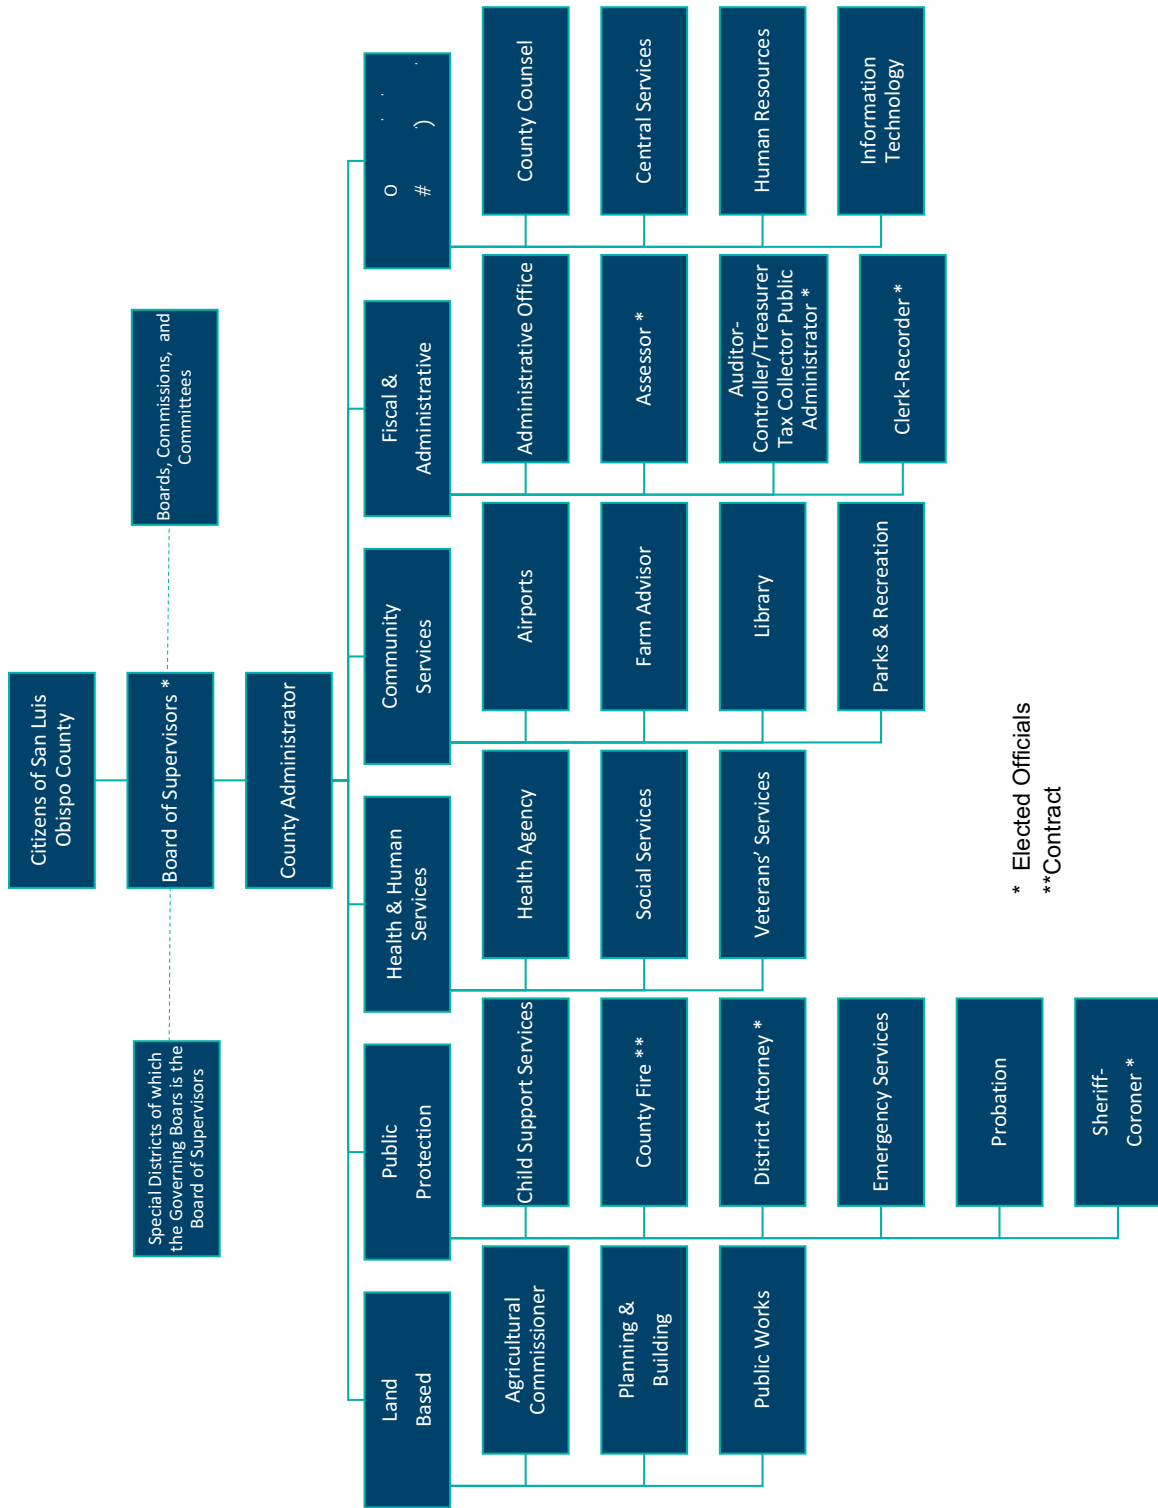 Citizens of San Luis
Obispo County
Special Districts of which
the Governing Boars is the
Board of Supervisors
Board of Supervisors *
Boards, Commissions, and
Committees
County Administrator
Land
Based
Agricultural
Commissioner
Planning &
Building
Public Works
Public
Protection
Child Support Services
County Fire **
District Attorney *
Emergency Services
Probation
Sheriff-
Coroner *
Health & Human
Services
Health Agency
Social Services
Veterans’ Services
Community
Services
Airports
Farm Advisor
Library
Parks & Recreation
Fiscal &
Administrative
Administrative Office
Assessor *
Auditor-
Controller/Treasurer
Tax Collector Public
Administrator *
Clerk-Recorder *
County Counsel
Central Services
Human Resources
Information
Technology
* Elected Officials
**Contract